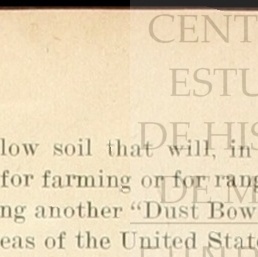 CENT
ESTU
DE HIS
low soil that will, in
for farming or for rang
DE M
ng another “Dust Bow
eas of the United State